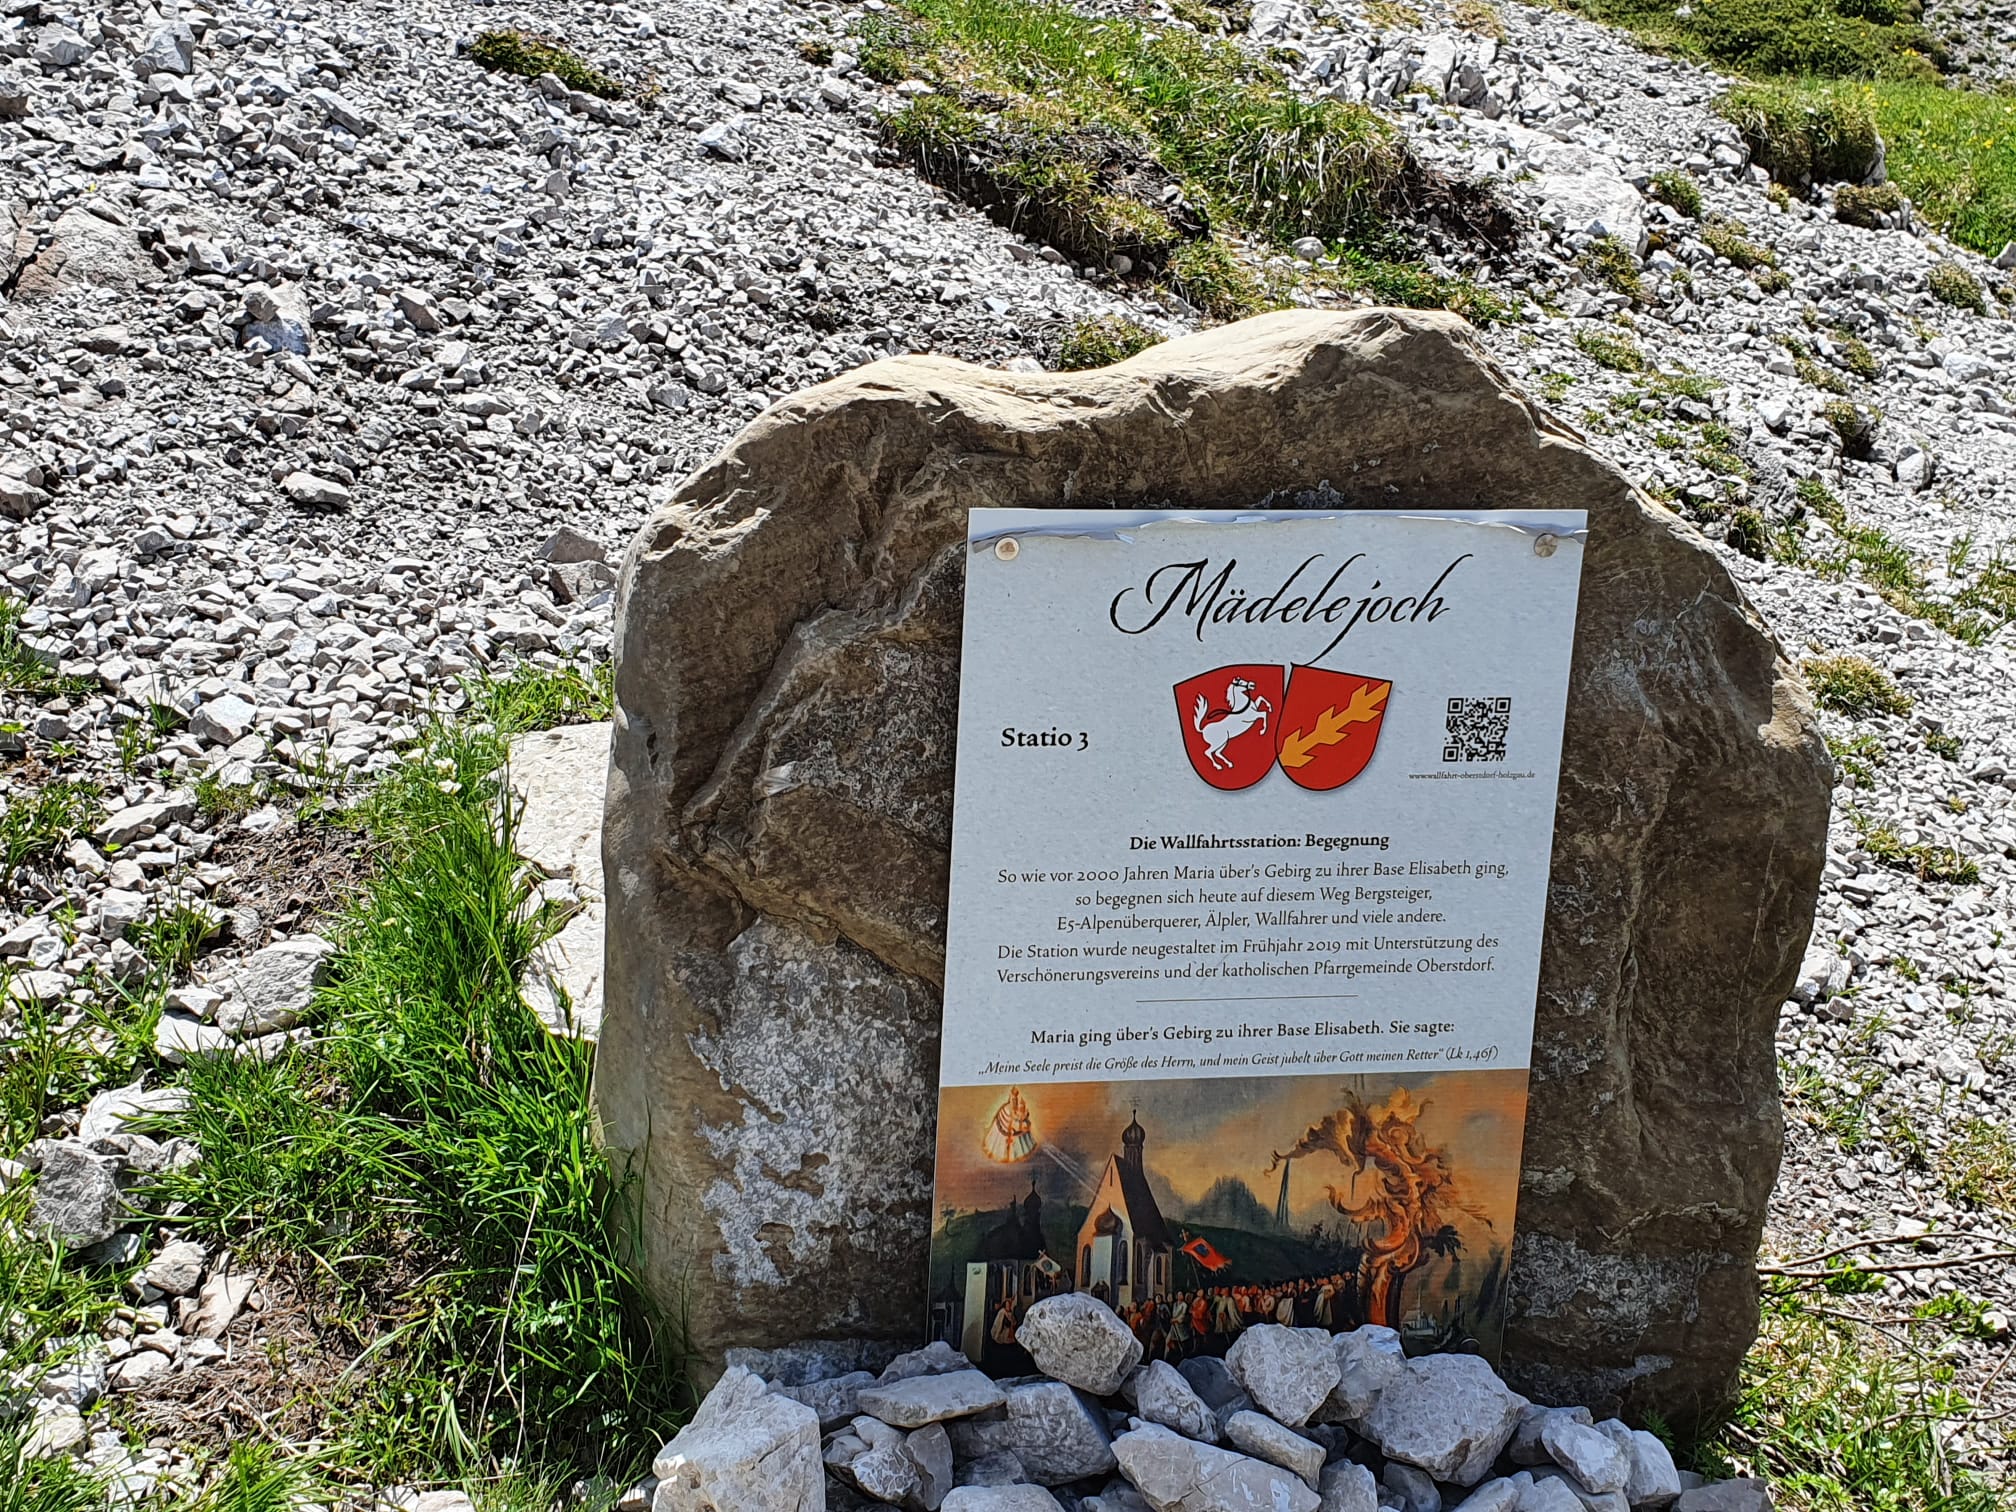 Mädelejoch
Statio 3
www.wallfahrt-oberstdorf-holzgau.de
Die Wallfahrtsstation: Begegnung
So wie vor 2000 Jahren Maria über's Gebirg zu ihrer Base Elisabeth ging,
so begegnen sich heute auf diesem Weg Bergsteiger,
E5-Alpenüberquerer, Älpler, Wallfahrer und viele andere.
Die Station wurde neugestaltet im Frühjahr 2019 mit Unterstützung des
Verschönerungsvereins und der katholischen Pfarrgemeinde Oberstdorf.
Maria ging über's Gebirg zu ihrer Base Elisabeth. Sie sagte:
„Meine Seele preist die Größe des Herrn, und mein Geist jubelt über Gott meinen Retter“ (Lk 1,46f)